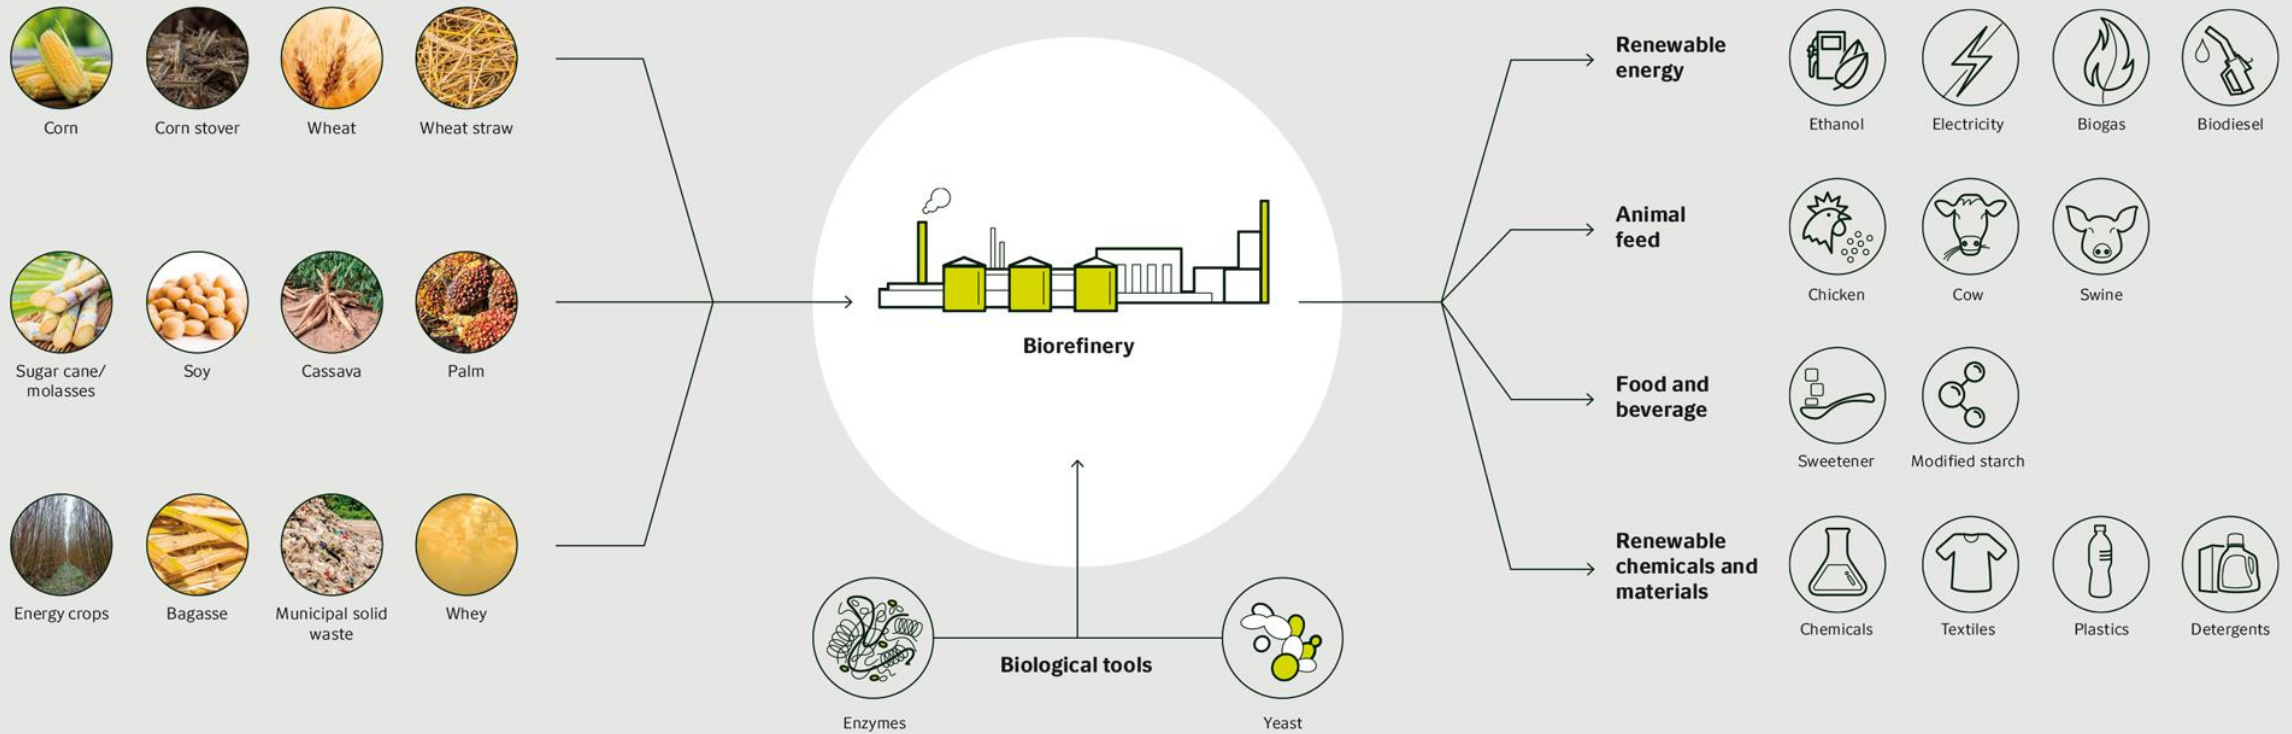 Corn
Corn stover
Wheat
Wheat straw
Sugar cane/
molasses
Soy
Cassava
Palm
Energy crops
Bagasse
Municipal solid
waste
Whey
Biorefinery
Biological tools
Enzymes
Yeast
Renewable
energy
Ethanol
Electricity
Biogas
Biodiesel
Animal
feed
Chicken
Cow
Swine
Food and
beverage
Sweetener
Modified starch
Renewable
chemicals and
materials
Chemicals
Textiles
Plastics
Detergents